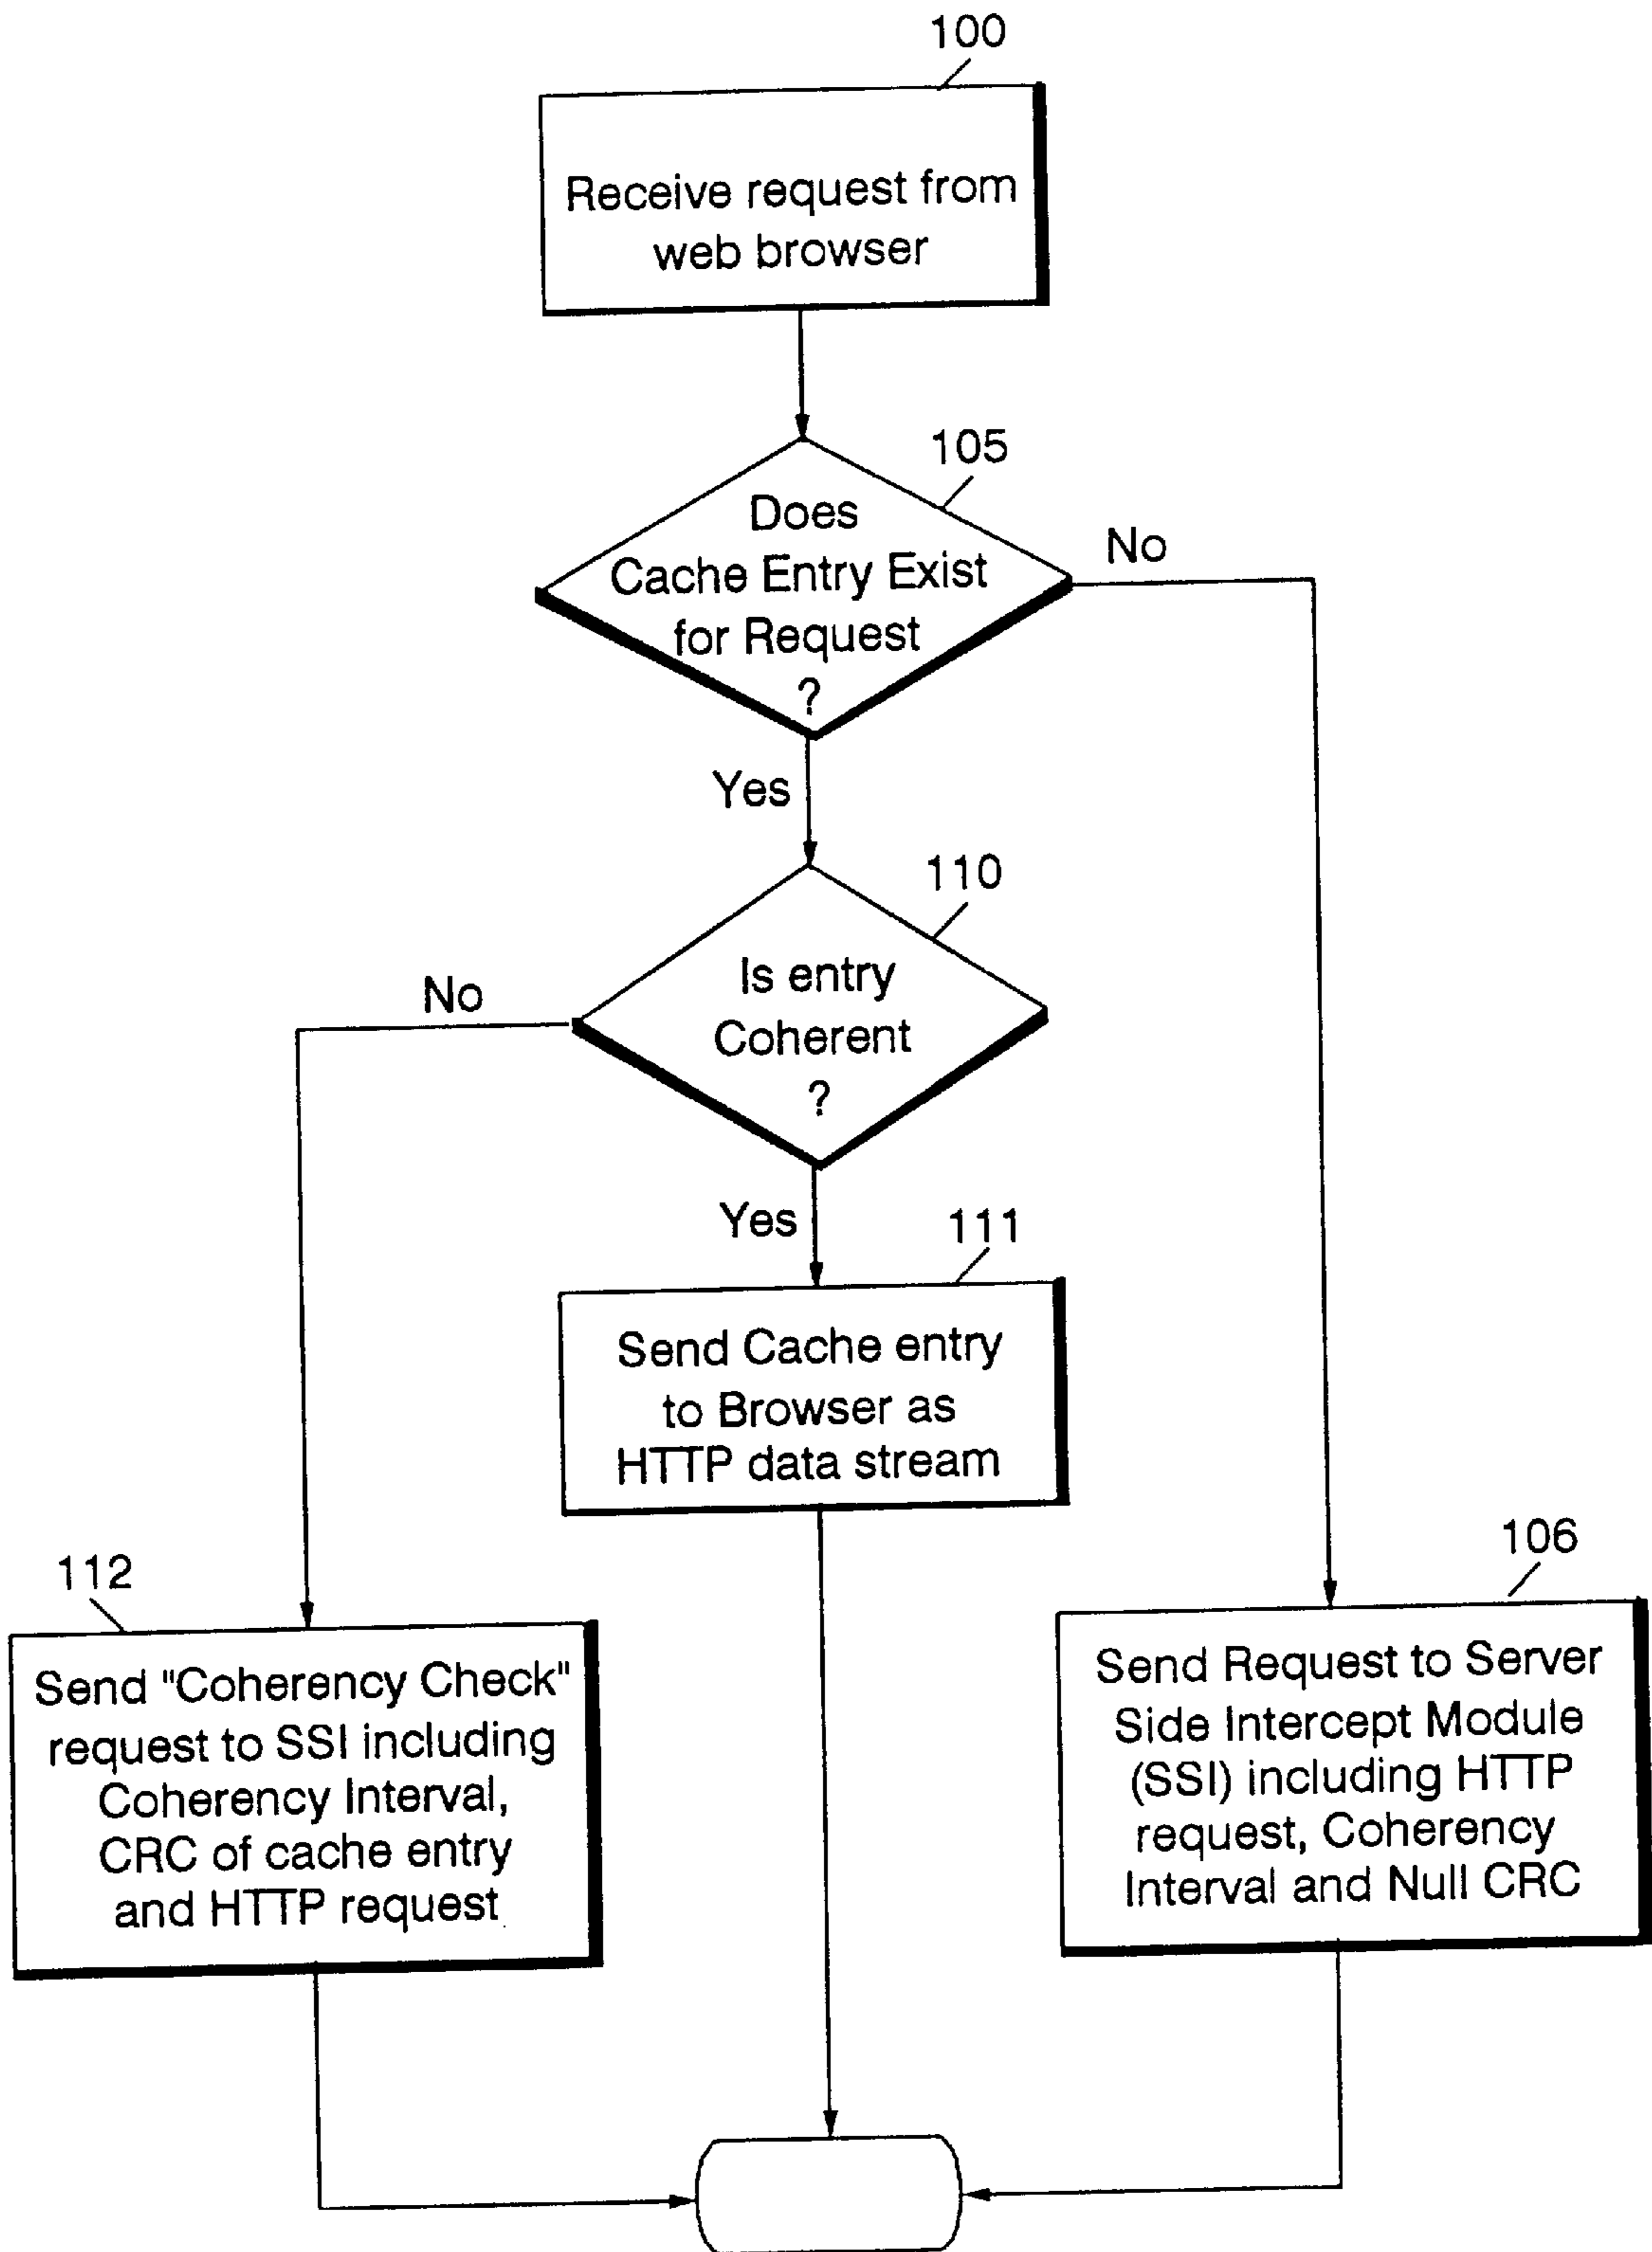 100
Receive request from
web browser
105
Does
Cache Entry Exist
for Request
?
No
Yes
110
Is entry
Coherent
?
No
Yes
111
Send Cache entry
to Browser as
HTTP data stream
112
Send "Coherency Check"
request to SSI including
Coherency Interval,
CRC of cache entry
and HTTP request
106
Send Request to Server
Side Intercept Module
(SSI) including HTTP
request, Coherency
Interval and Null CRC